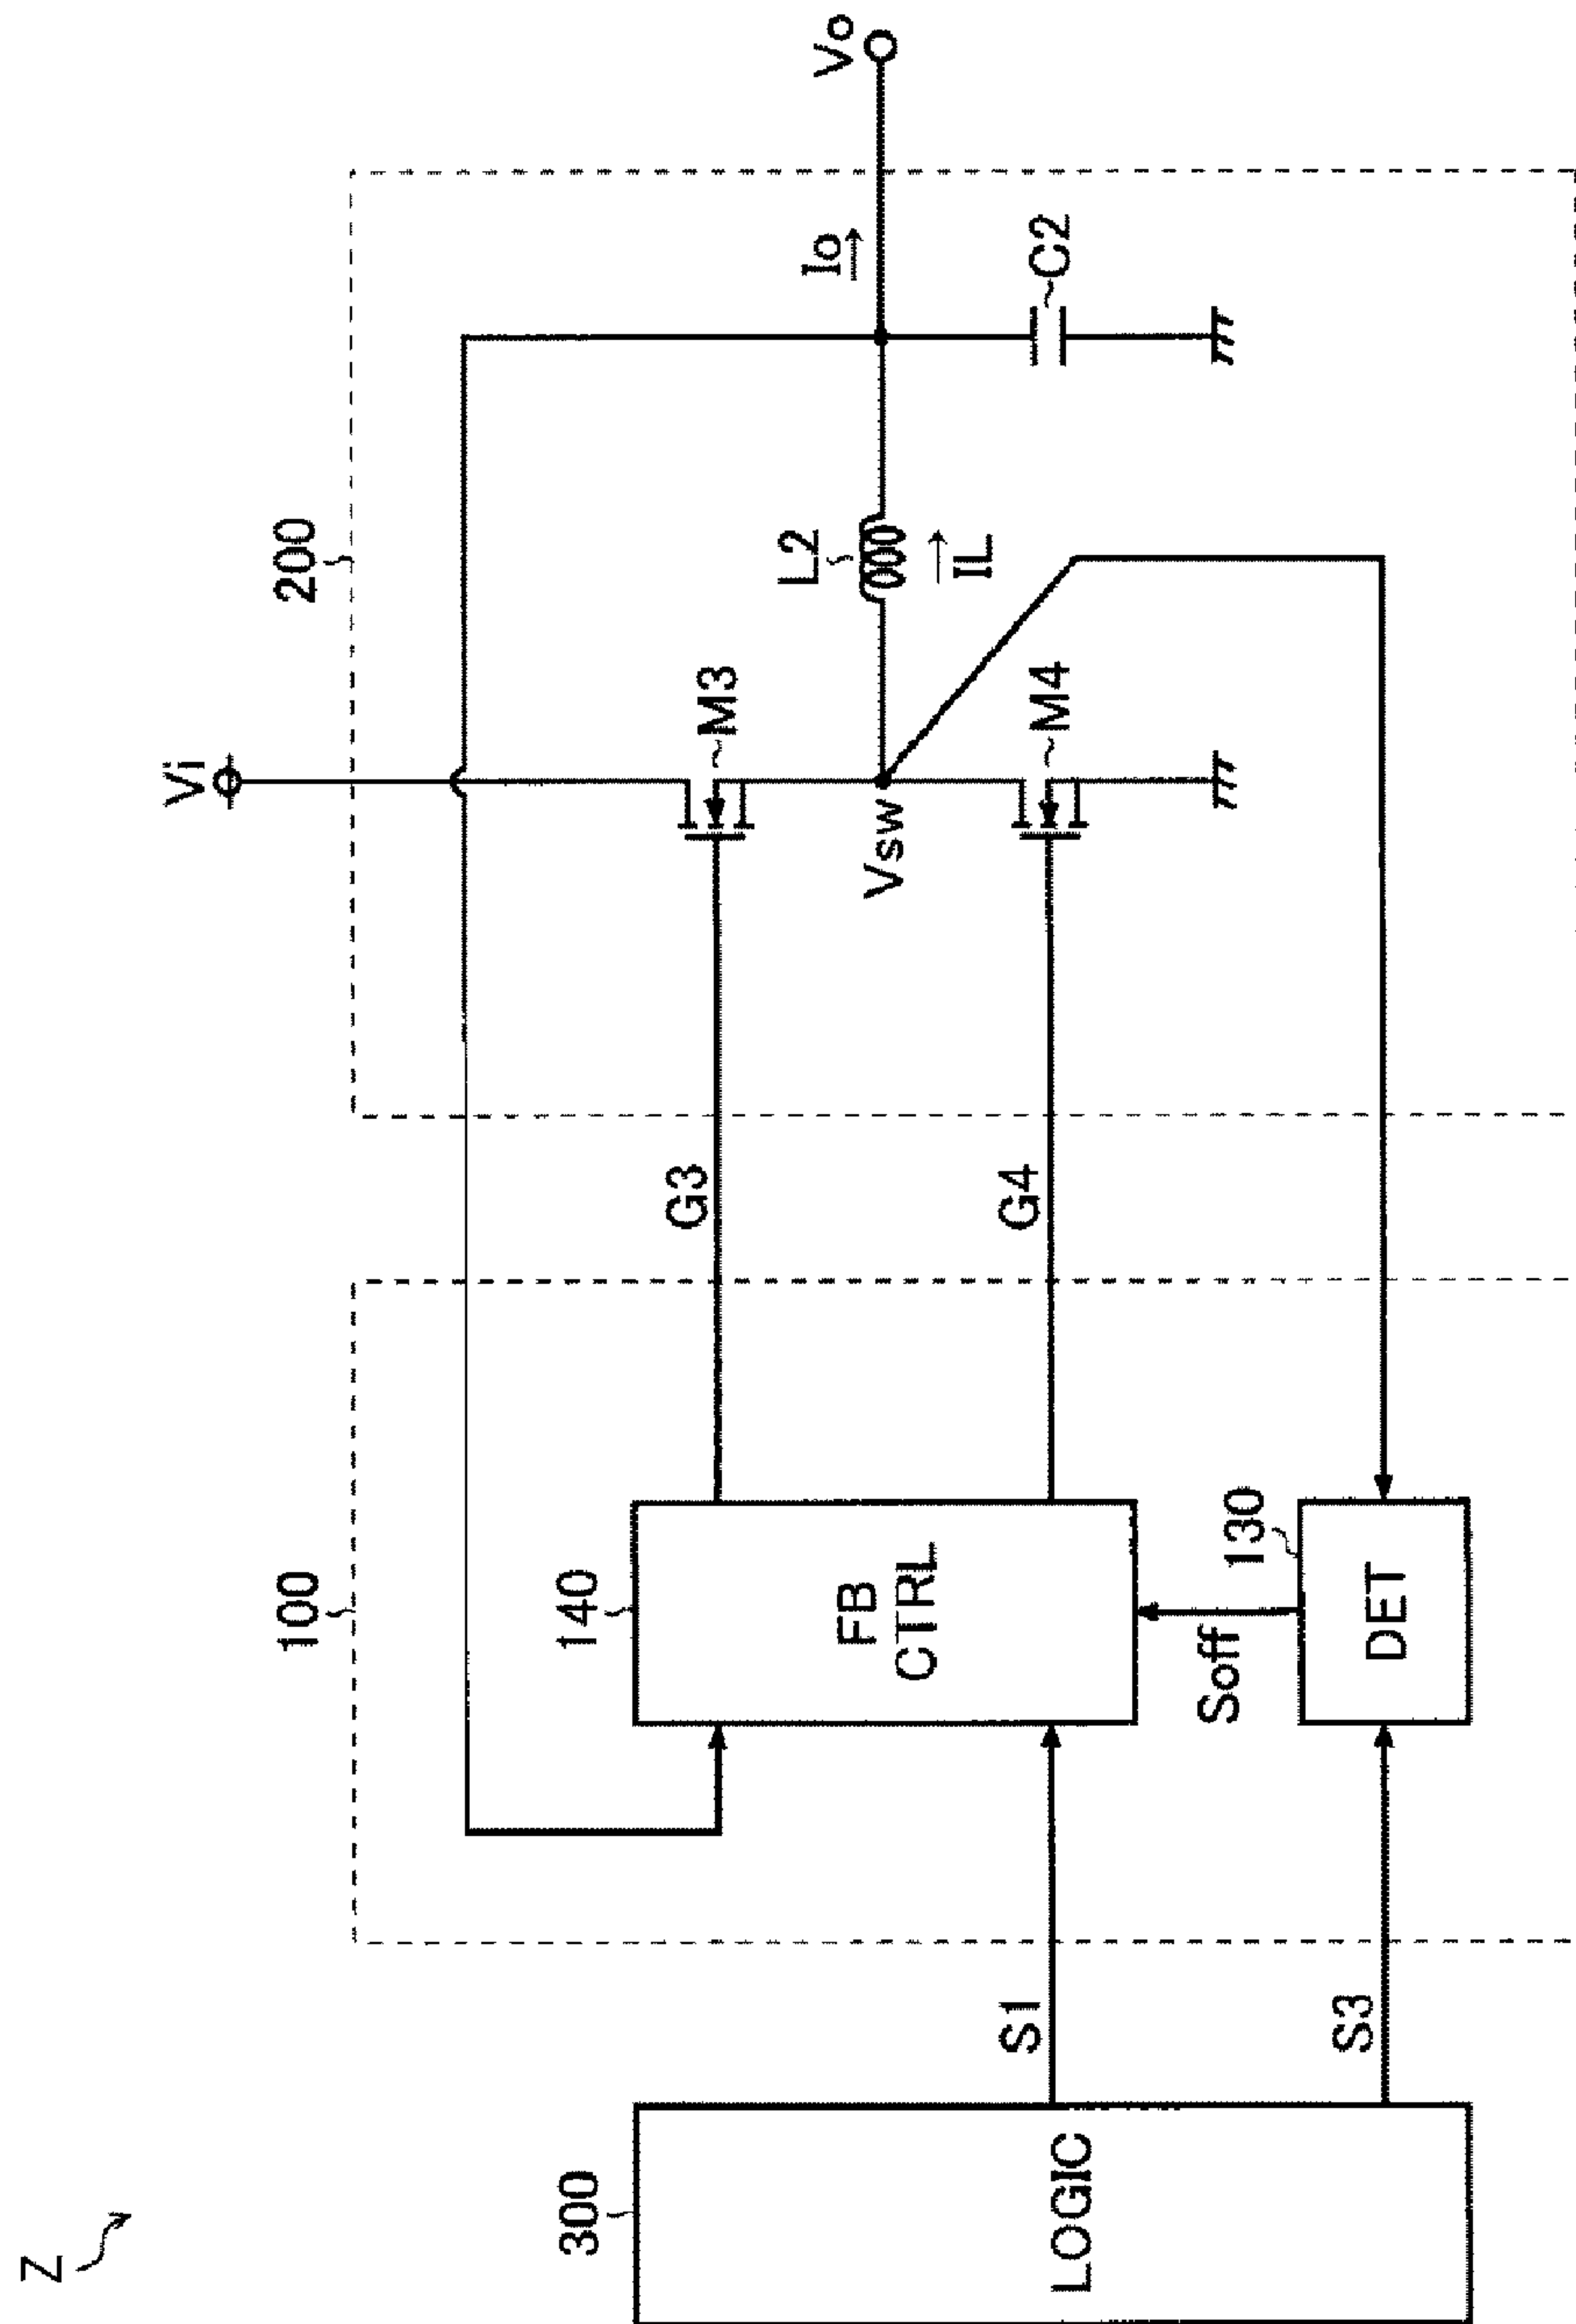 Z
300
LOGIC
S1
S3
100
140
FB
CTRL
130
DET
Soff
G3
G4
200
Vi
M3
M4
Vsw
L2
IL
Io
C2
Vo